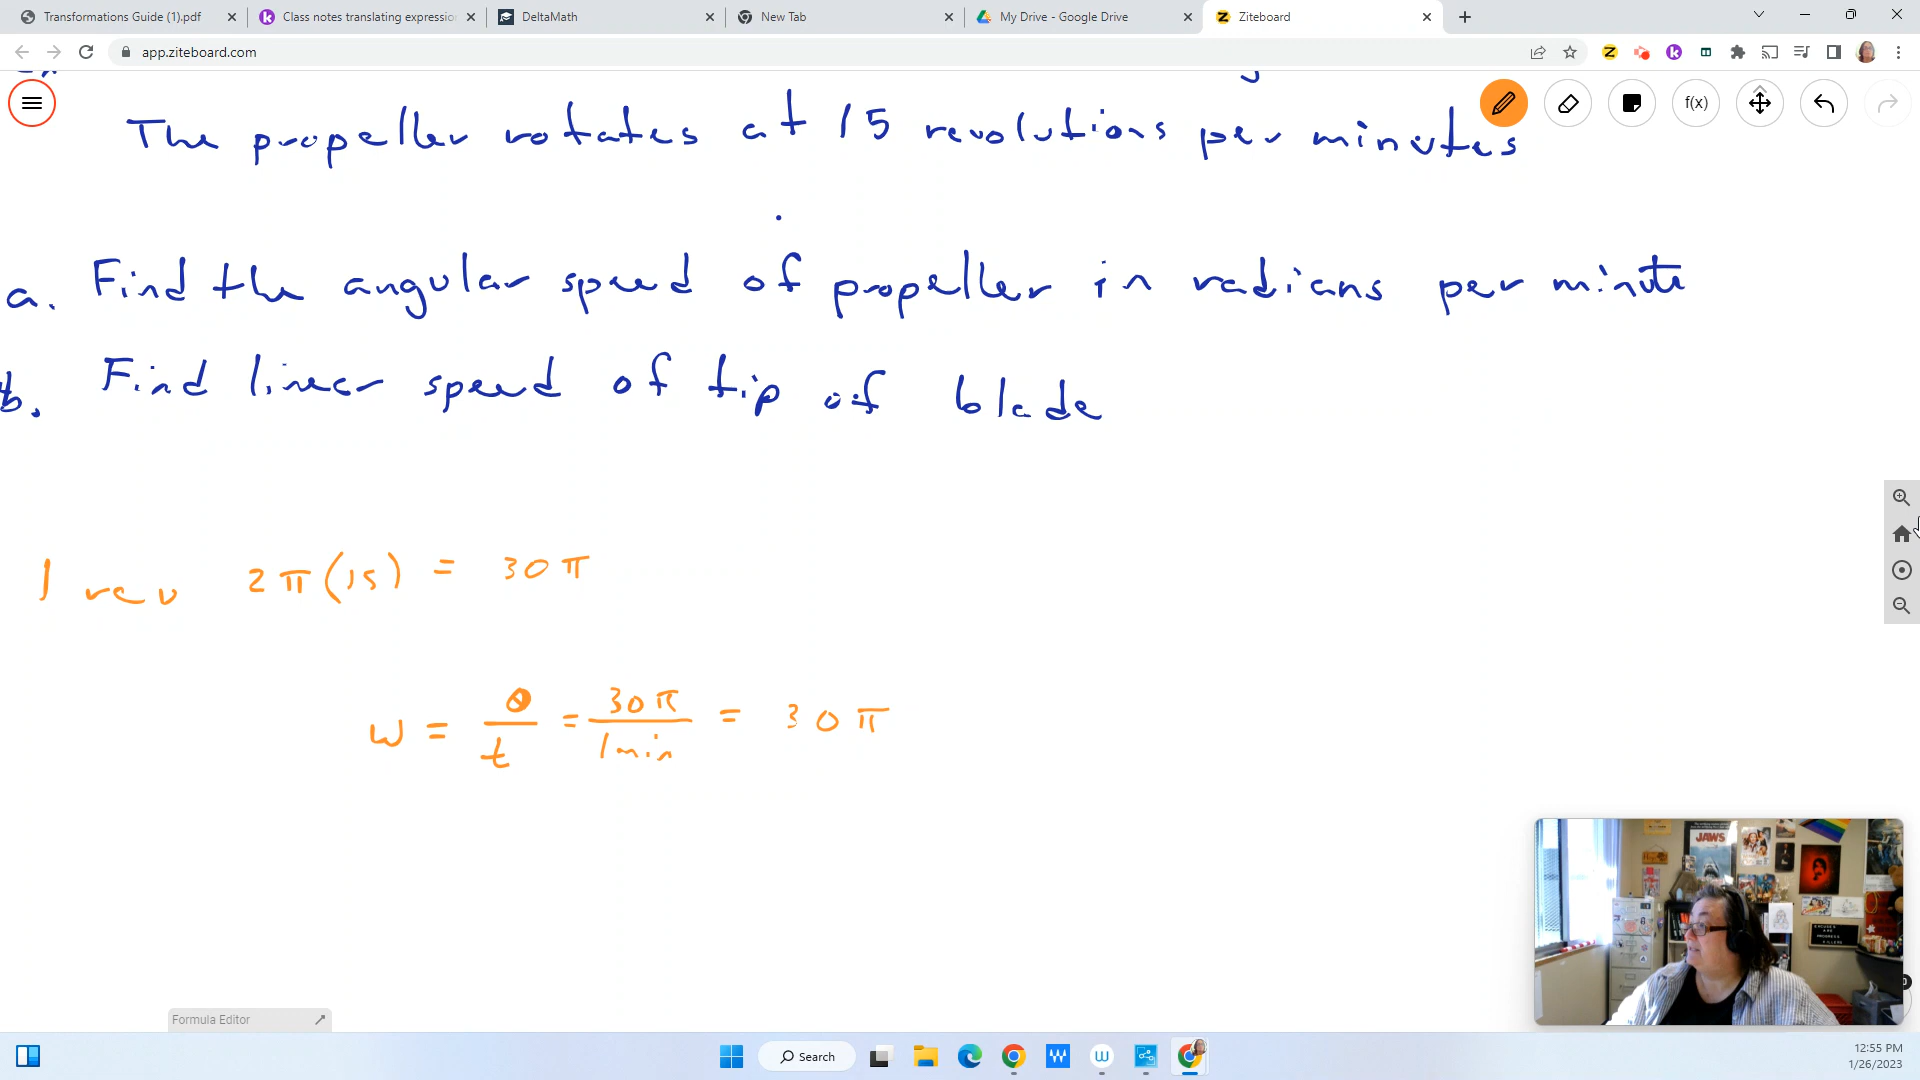 Transformations Guide (1).pdf
Class notes translating expressio
DeltaMath
New Tab
My Drive - Google Drive
Ziteboard
app.ziteboard.com
The propeller rotates at 15 revolutions per minutes
f(x)
a. Find the angular speed of propeller in radians per minute
b. Find linear speed of tip of blade
1 rev 2π(15) = 30π
w = θ/t = 30π/1min = 30π
JAWS
Formula Editor
Search
12:55 PM
1/26/2023